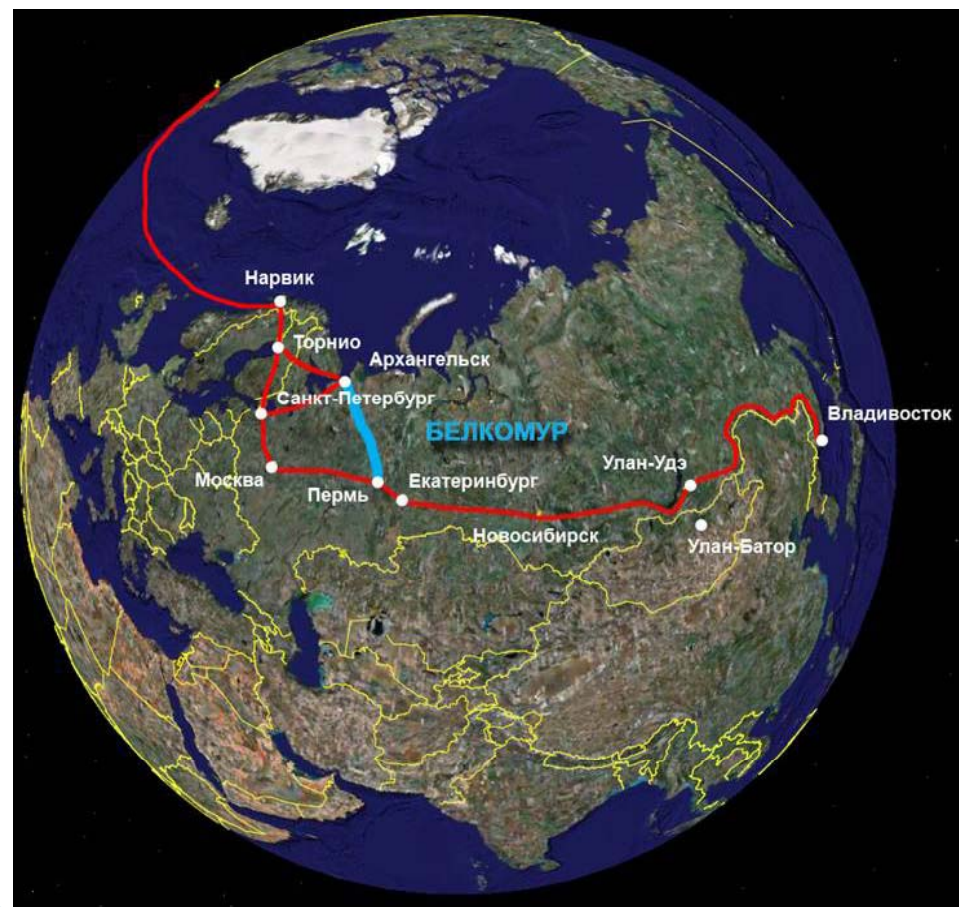 Нарвик
Торнио
Архангельск
Санкт-Петербург
БЕЛКОМУР
Владивосток
Москва
Пермь
Екатеринбург
Улан-Удэ
Новосибирск
Улан-Батор